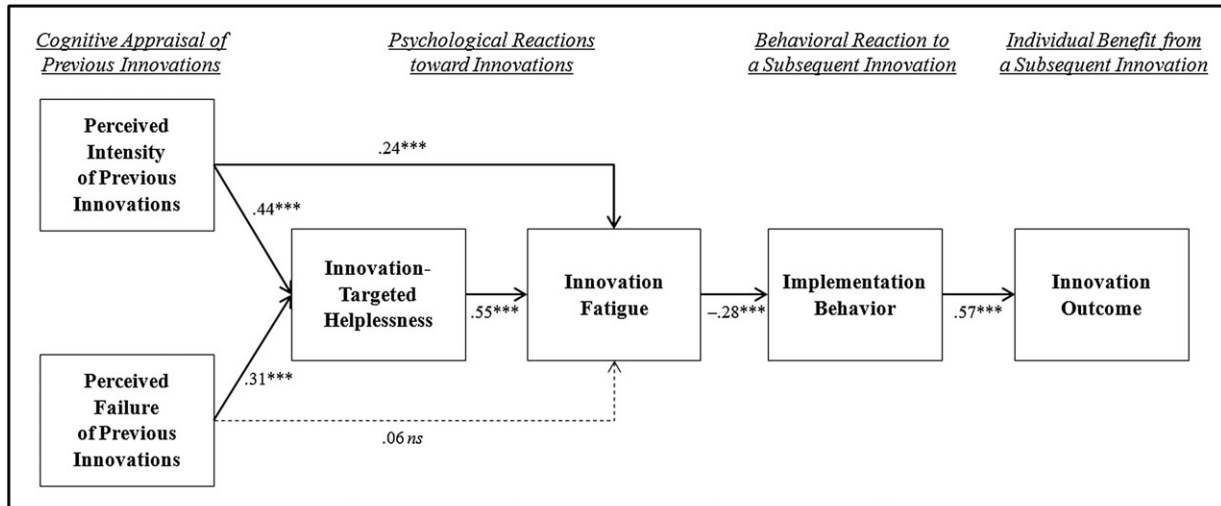 Cognitive Appraisal of
Previous Innovations
Psychological Reactions
toward Innovations
Behavioral Reaction to
a Subsequent Innovation
Individual Benefit from
a Subsequent Innovation
Perceived
Intensity
of Previous
Innovations
.24***
.44***
Innovation-
Targeted
Helplessness
.55***
Innovation
Fatigue
–.28***
Implementation
Behavior
.57***
Innovation
Outcome
.31***
Perceived
Failure
of Previous
Innovations
.06 ns